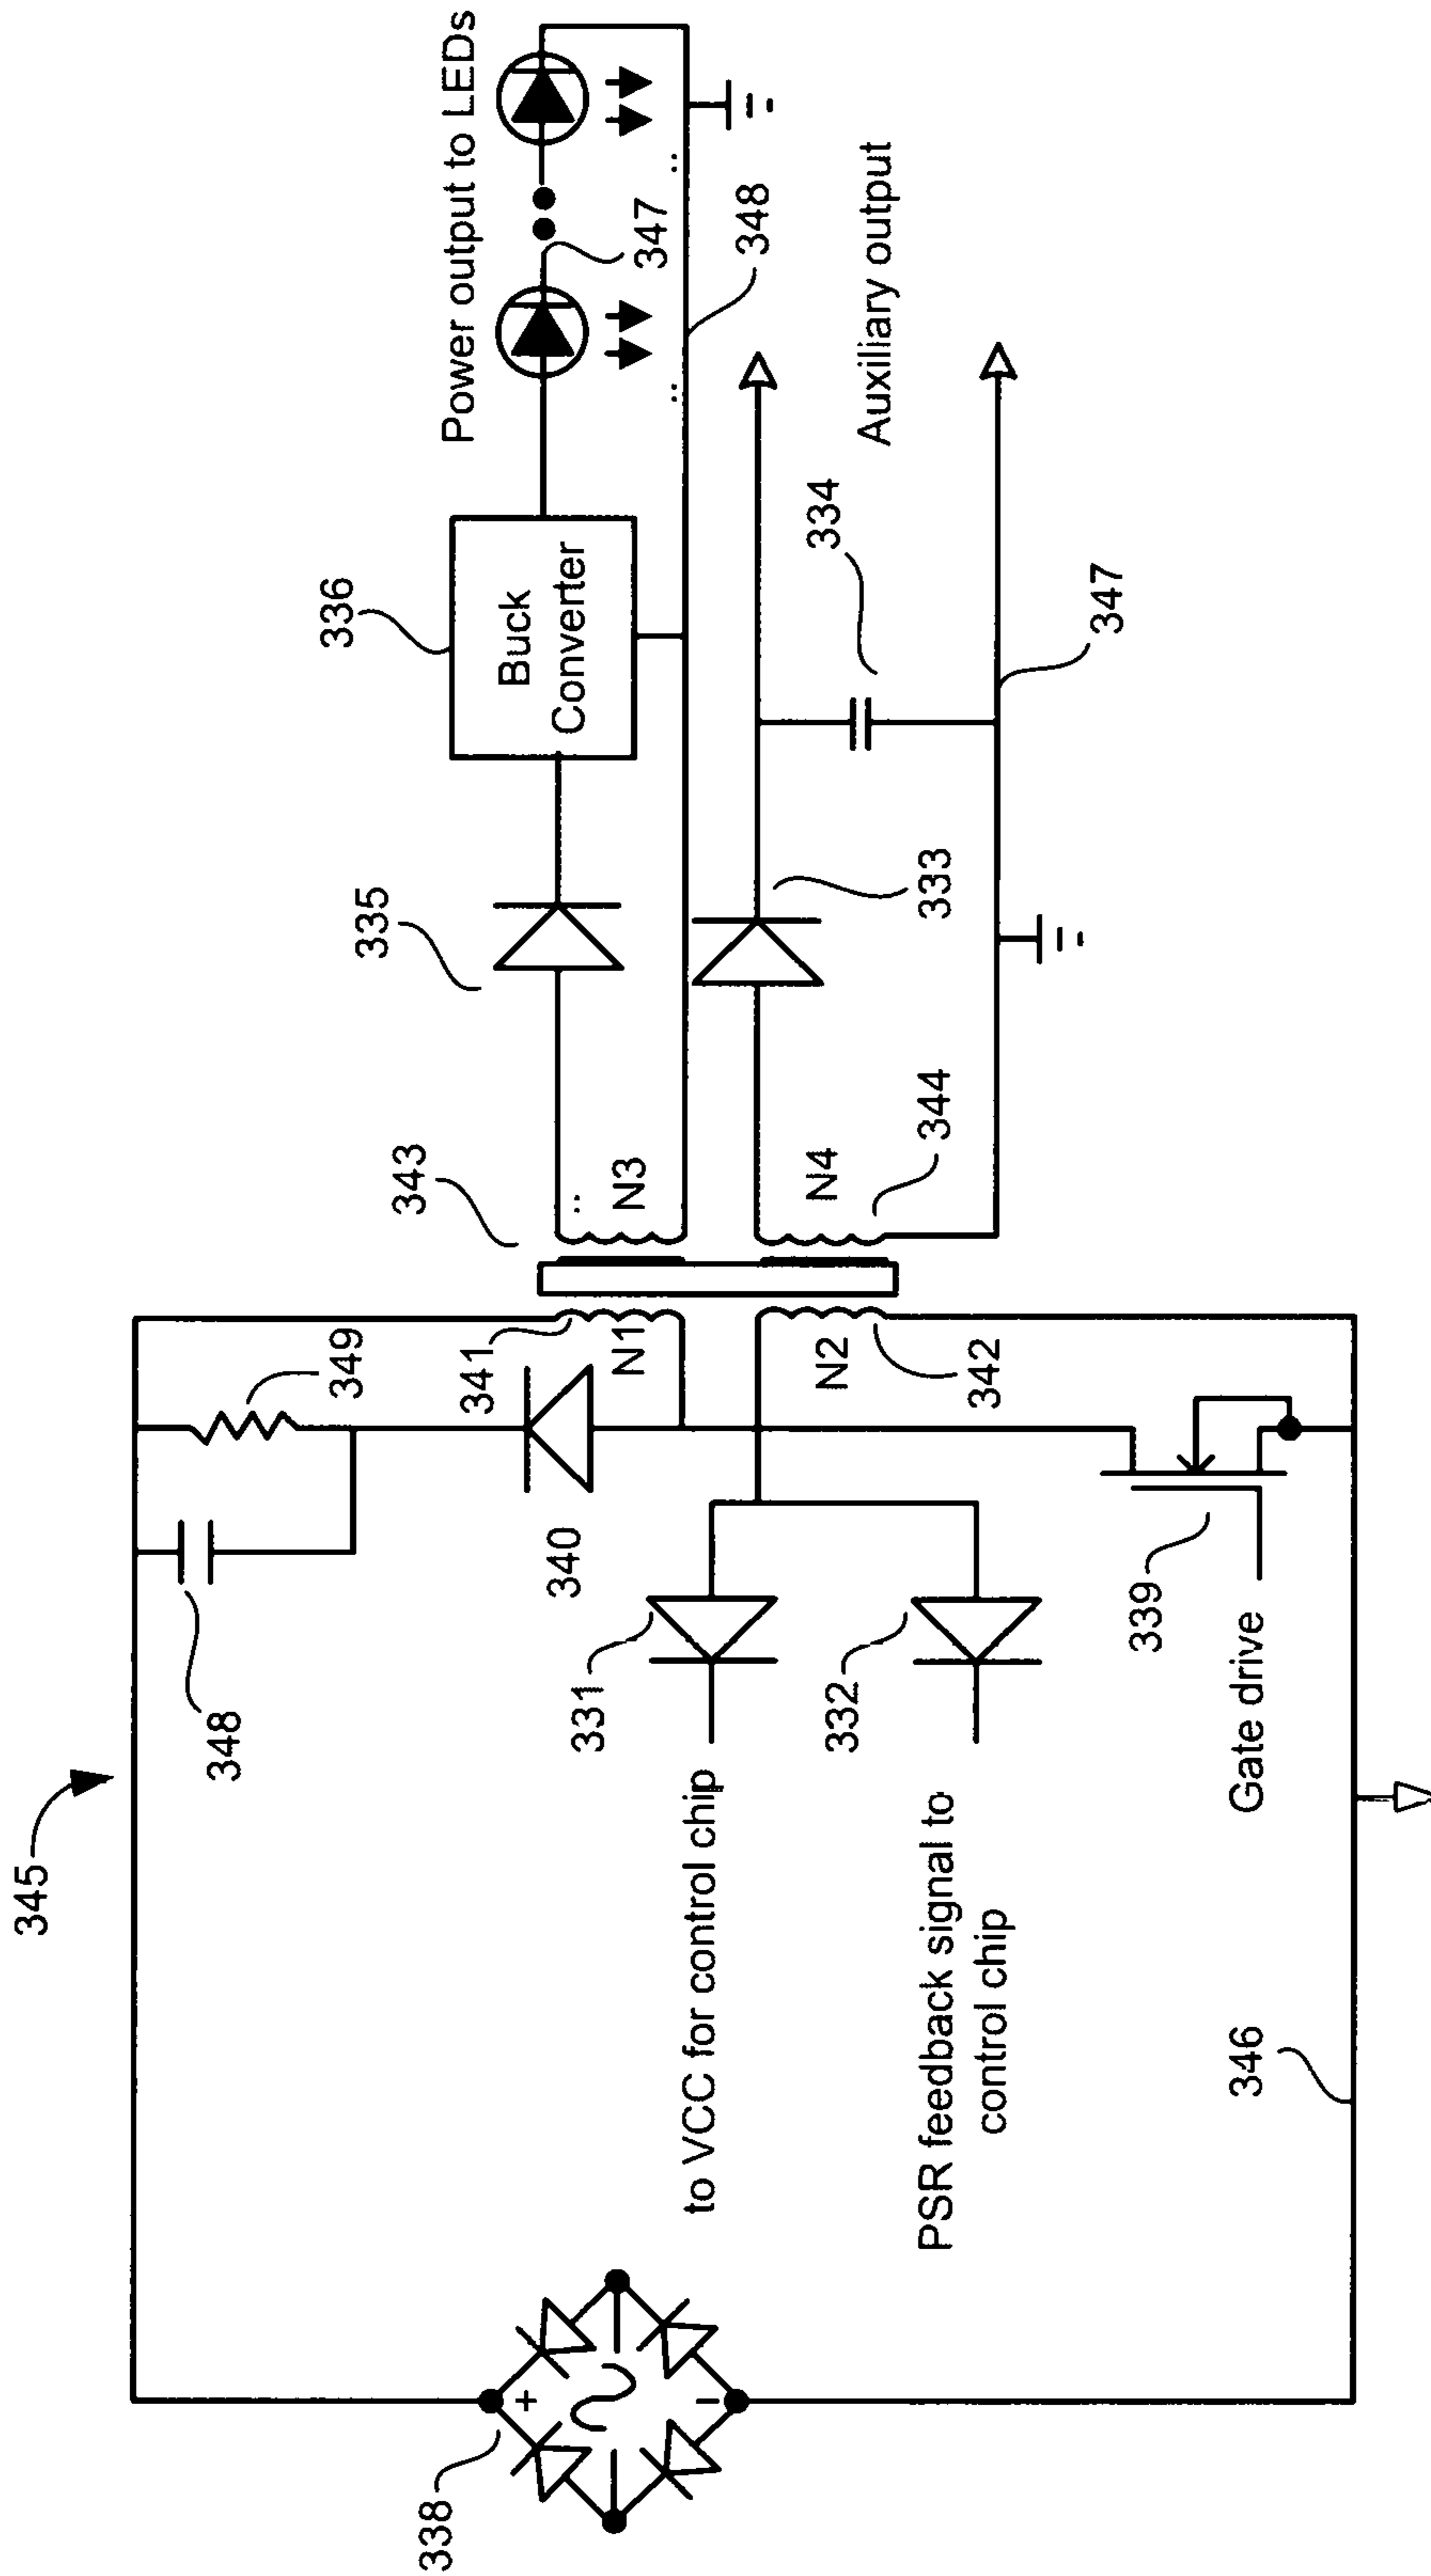 345
338
+
–
348
349
340
341
N1
343
N3
335
336
Buck
Converter
Power output to LEDs
347
348
331
to VCC for control chip
332
PSR feedback signal to
control chip
N2
342
N4
344
333
334
Auxiliary output
347
339
Gate drive
346